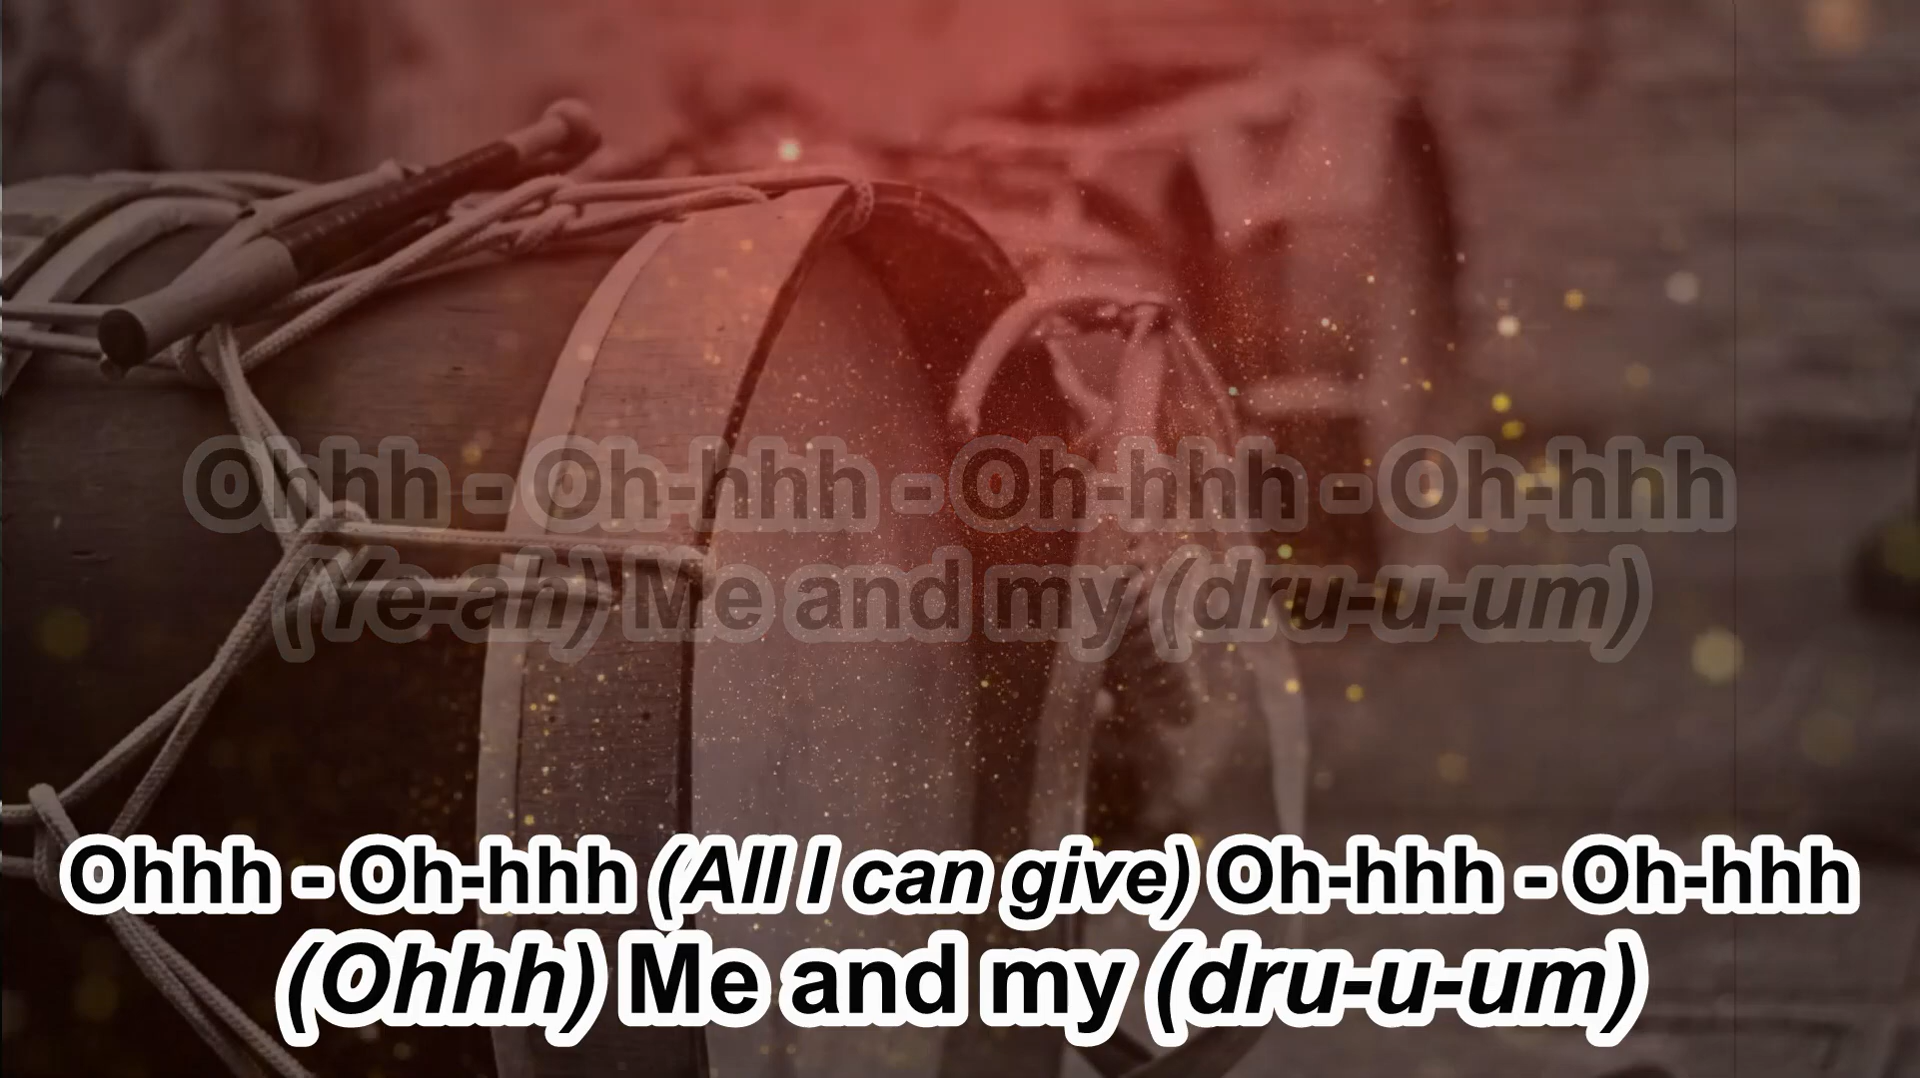 Ohhh - Oh-hhh - Oh-hhh - Oh-hhh
(Ye-ah) Me and my (dru-u-um)
Ohhh - Oh-hhh (All I can give) Oh-hhh - Oh-hhh
(Ohhh) Me and my (dru-u-um)